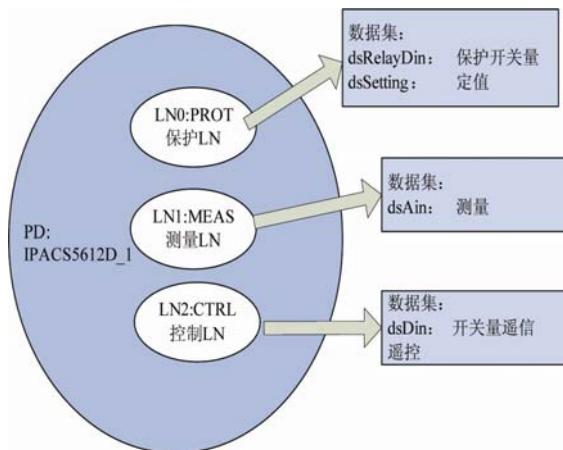 PD:
IPACS5612D_1
LN0:PROT
保护LN
LN1:MEAS
测量LN
LN2:CTRL
控制LN
数据集：
dsRelayDin： 保护开关量
dsSetting： 定值
数据集：
dsAin： 测量
数据集：
dsDin： 开关量遥信
遥控